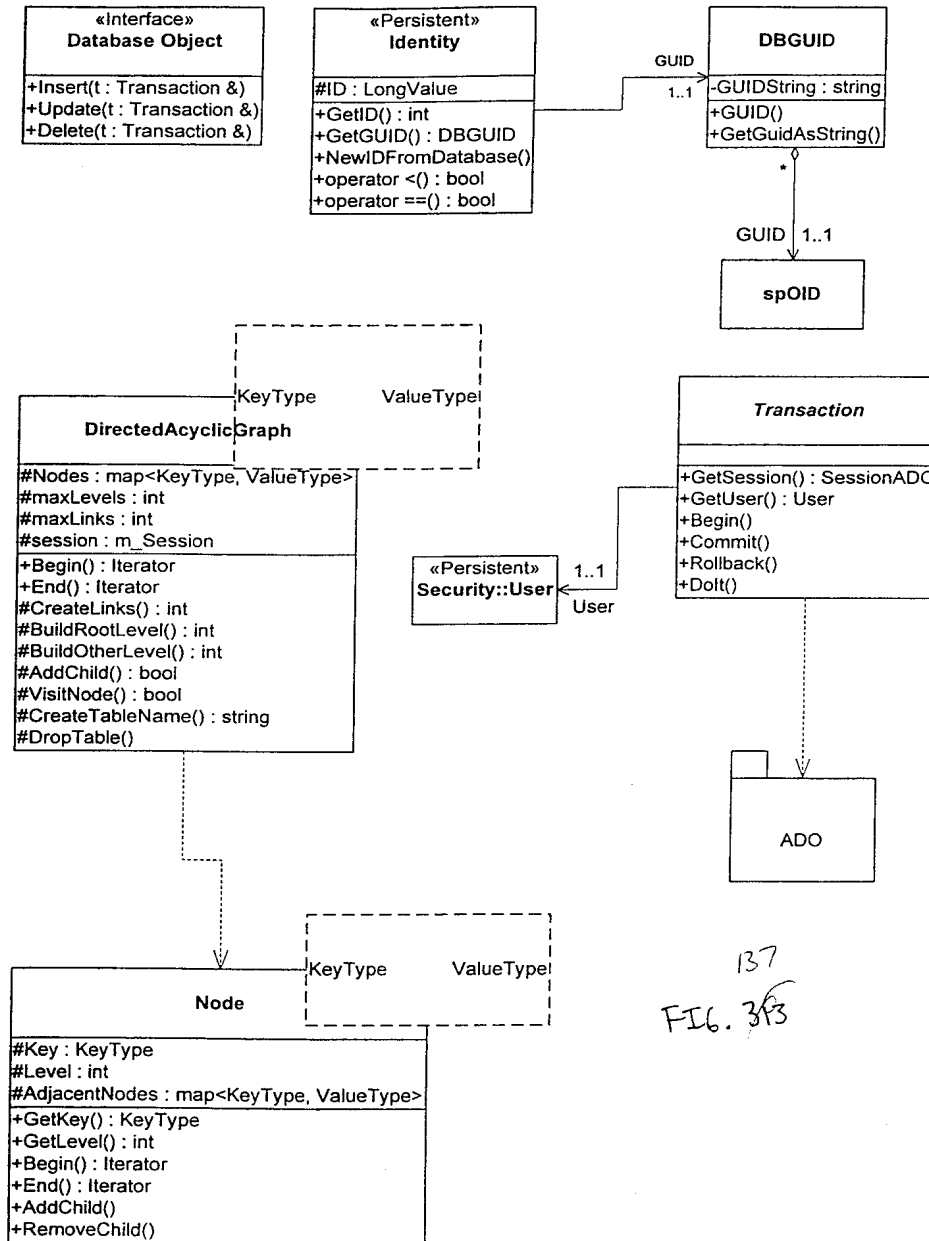 «Interface»
Database Object
+Insert(t : Transaction &)
+Update(t : Transaction &)
+Delete(t : Transaction &)
«Persistent»
Identity
#ID : LongValue
+GetID() : int
+GetGUID() : DBGUID
+NewIDFromDatabase()
+operator <() : bool
+operator ==() : bool
GUID
1..1
DBGUID
-GUIDString : string
+GUID()
+GetGuidAsString()
*
GUID 1..1
spOID
KeyType ValueType
DirectedAcyclicGraph
#Nodes : map<KeyType, ValueType>
#maxLevels : int
#maxLinks : int
#session : m_Session
+Begin() : Iterator
+End() : Iterator
#CreateLinks() : int
#BuildRootLevel() : int
#BuildOtherLevel() : int
#AddChild() : bool
#VisitNode() : bool
#CreateTableName() : string
#DropTable()
Transaction
+GetSession() : SessionADO
+GetUser() : User
+Begin()
+Commit()
+Rollback()
+DoIt()
«Persistent»
Security::User
1..1
User
ADO
KeyType ValueType
Node
#Key : KeyType
#Level : int
#AdjacentNodes : map<KeyType, ValueType>
+GetKey() : KeyType
+GetLevel() : int
+Begin() : Iterator
+End() : Iterator
+AddChild()
+RemoveChild()
137
FIG.